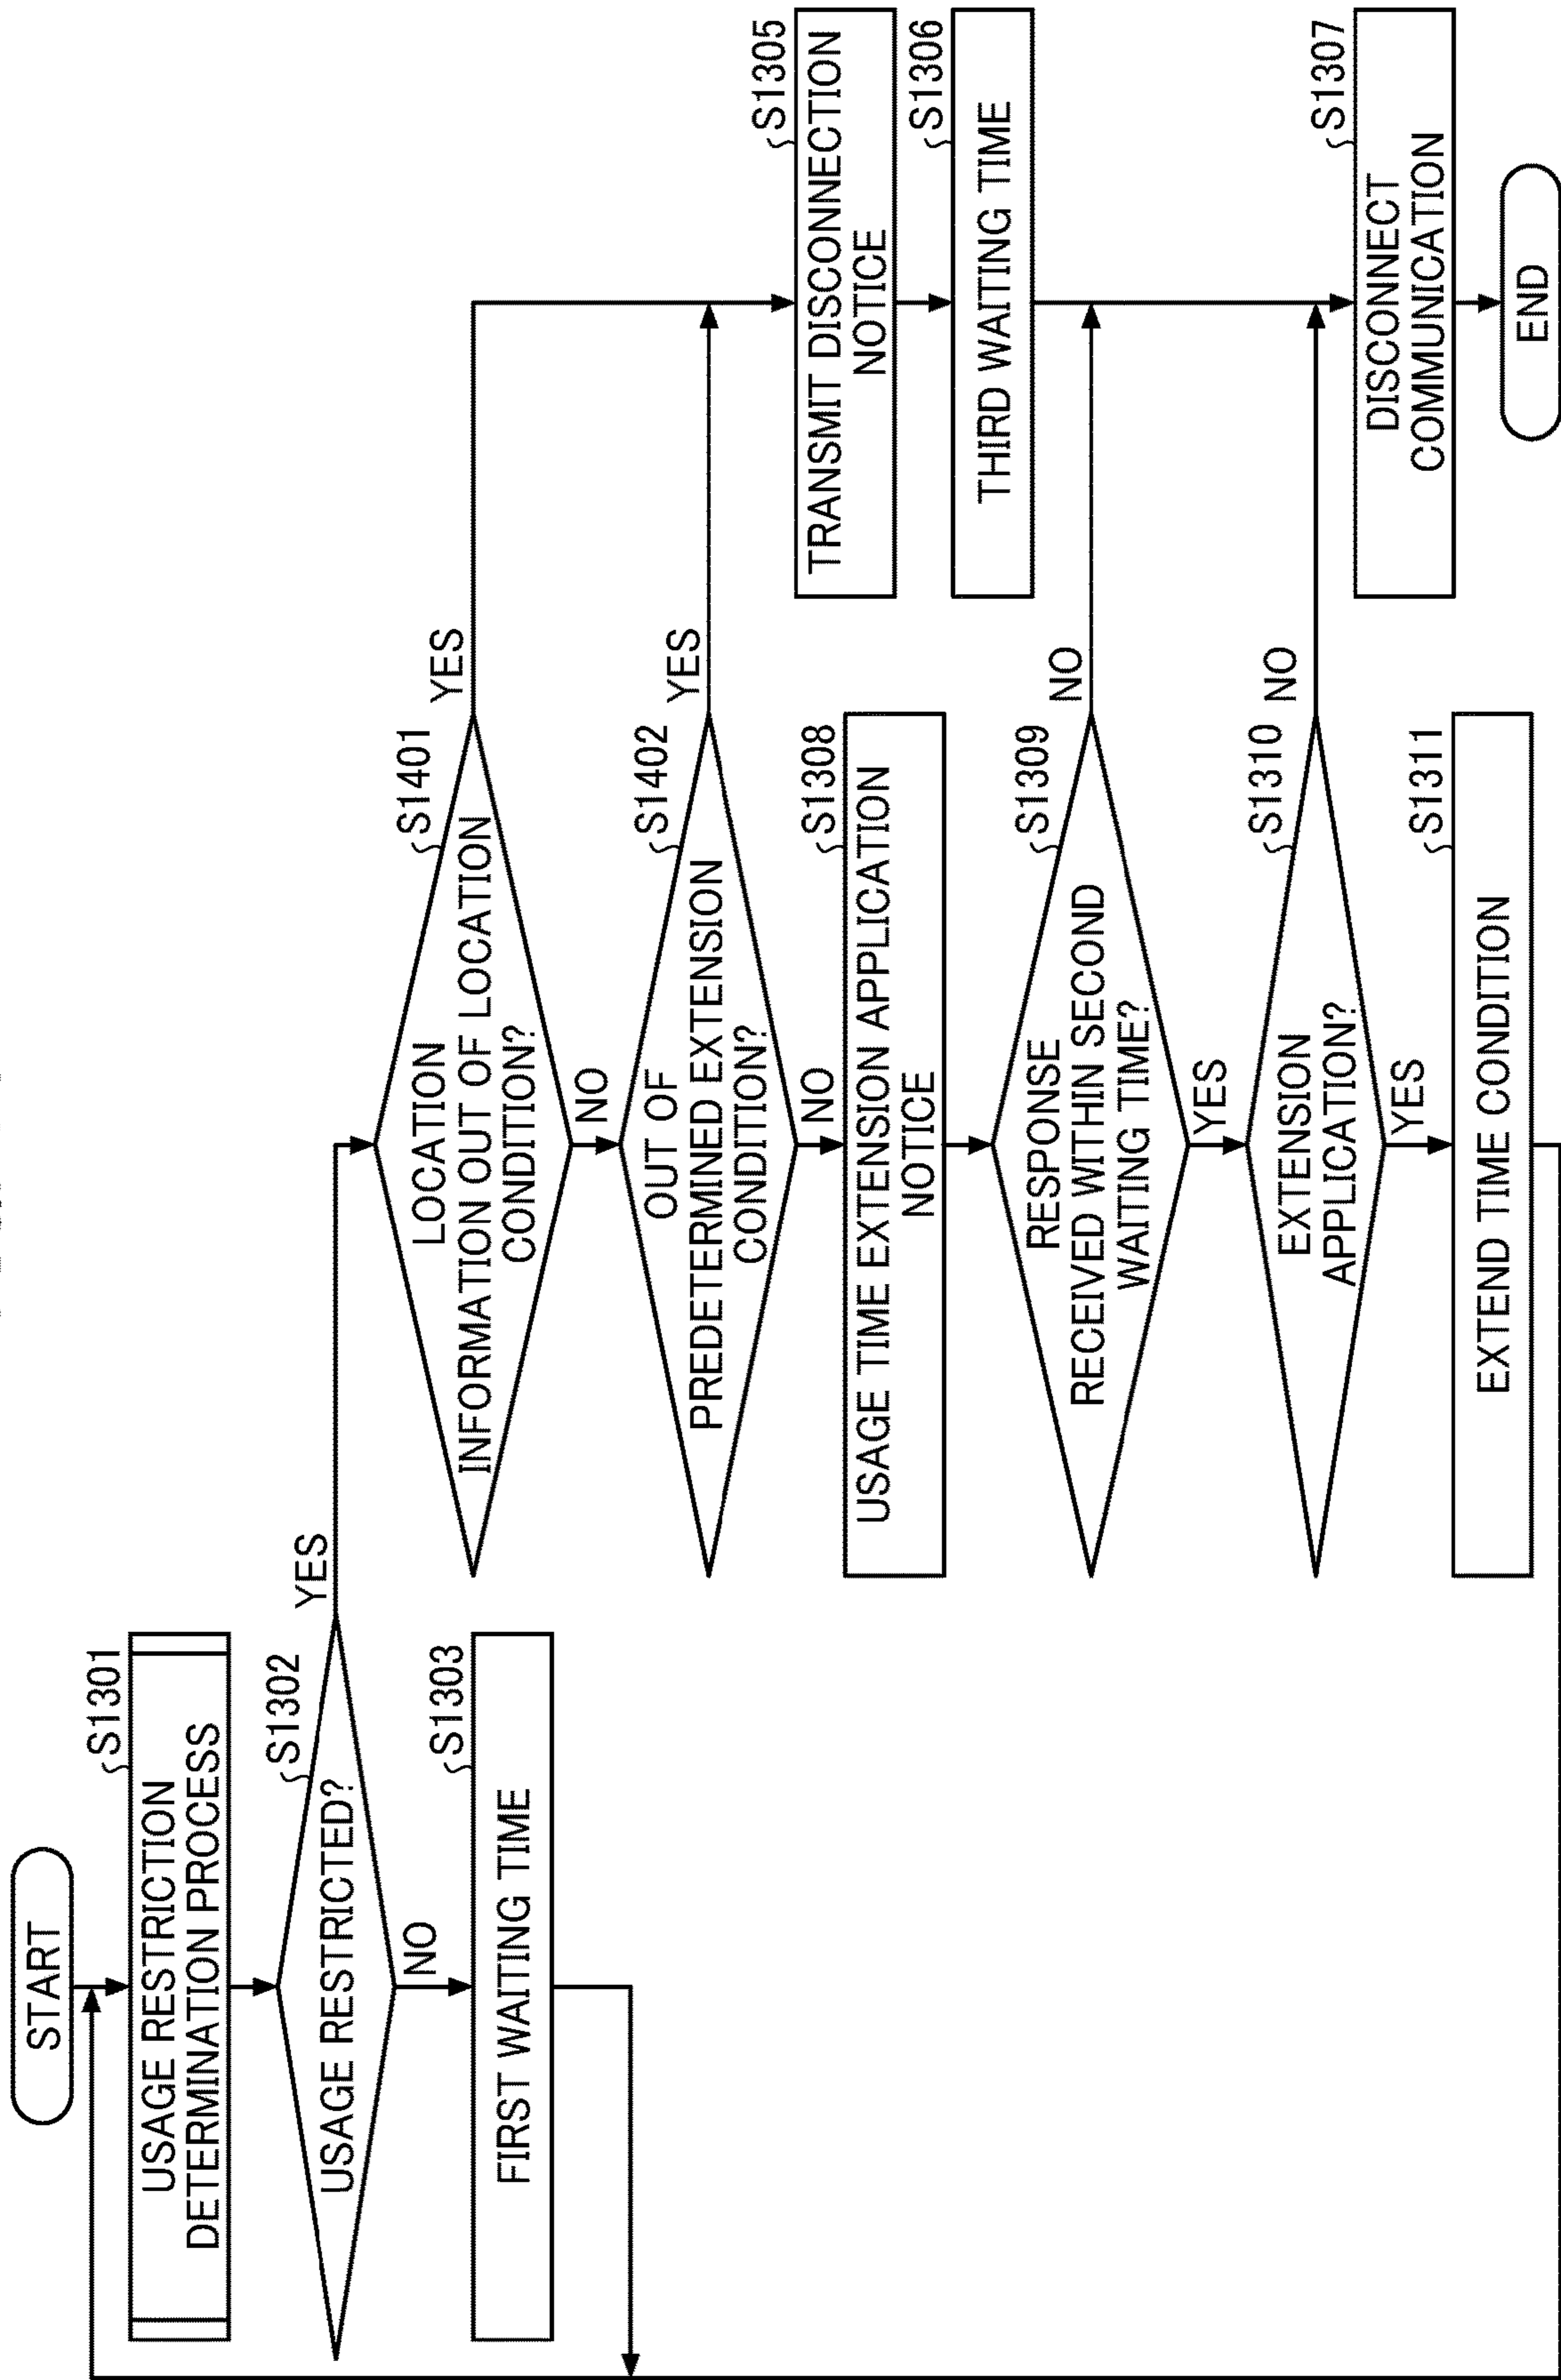 START
S1301
USAGE RESTRICTION
DETERMINATION PROCESS
S1302
USAGE RESTRICTED?
YES
NO
S1303
FIRST WAITING TIME
S1401
LOCATION
INFORMATION OUT OF LOCATION
CONDITION?
YES
NO
S1402
OUT OF
PREDETERMINED EXTENSION
CONDITION?
YES
NO
S1308
USAGE TIME EXTENSION APPLICATION
NOTICE
S1309
RESPONSE
RECEIVED WITHIN SECOND
WAITING TIME?
NO
YES
S1310
EXTENSION
APPLICATION?
NO
YES
S1311
EXTEND TIME CONDITION
S1305
TRANSMIT DISCONNECTION
NOTICE
S1306
THIRD WAITING TIME
S1307
DISCONNECT
COMMUNICATION
END